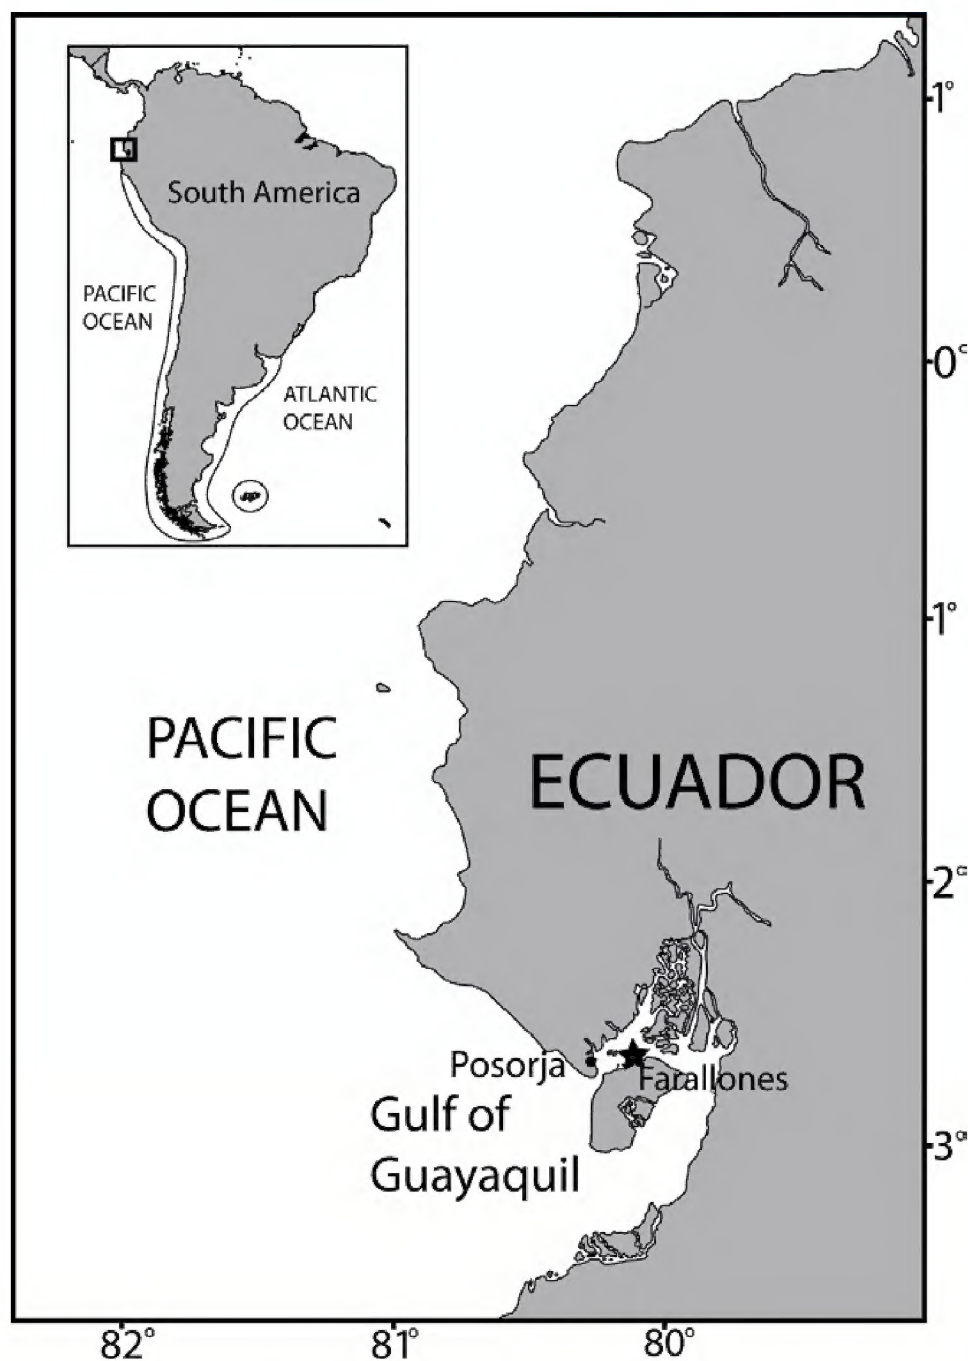 South America
PACIFIC
OCEAN
ATLANTIC
OCEAN
1°
0°
1°
PACIFIC
OCEAN
ECUADOR
2°
Posorja
Farallones
Gulf of
Guayaquil
3°
82°
81°
80°